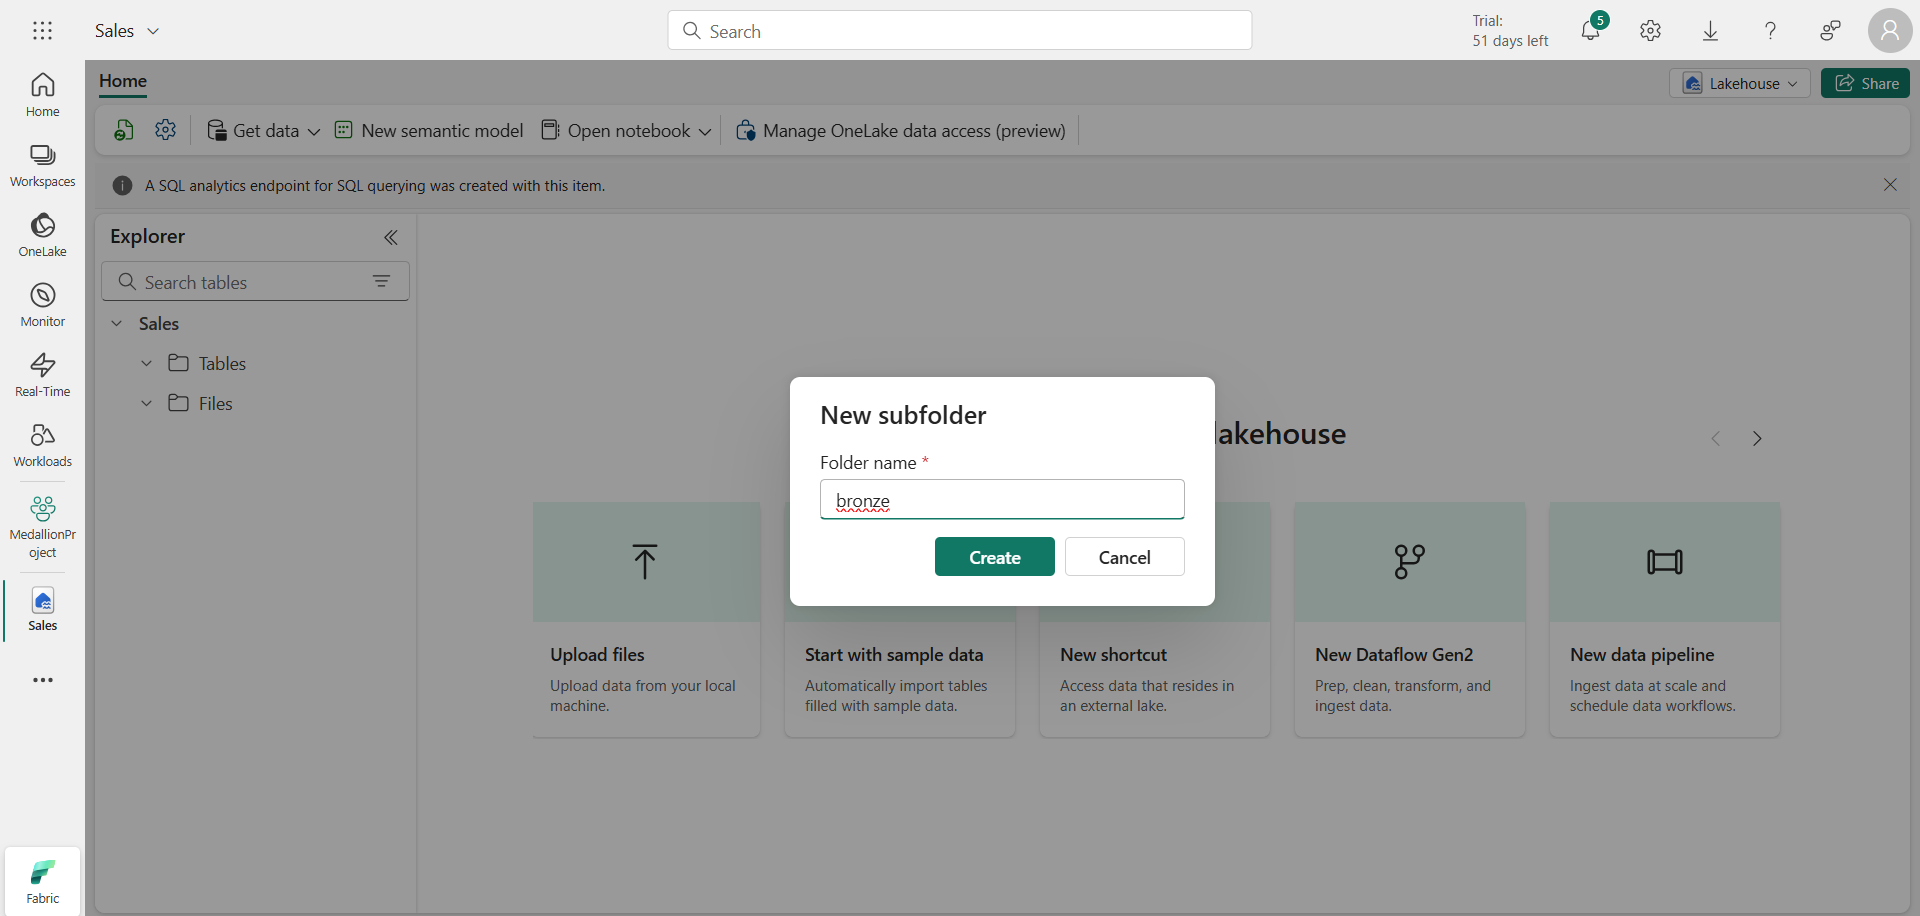 Sales
Search
Trial:
51 days left
5
Home
Workspaces
OneLake
Monitor
Real-Time
Workloads
MedallionPr
oject
Sales
Fabric
Home
Lakehouse
Share
Get data
New semantic model
Open notebook
Manage OneLake data access (preview)
A SQL analytics endpoint for SQL querying was created with this item.
Explorer
Search tables
Sales
Tables
Files
lakehouse
New subfolder
Folder name *
bronze
Create
Cancel
Upload files
Upload data from your local
machine.
Start with sample data
Automatically import tables
filled with sample data.
New shortcut
Access data that resides in
an external lake.
New Dataflow Gen2
Prep, clean, transform, and
ingest data.
New data pipeline
Ingest data at scale and
schedule data workflows.